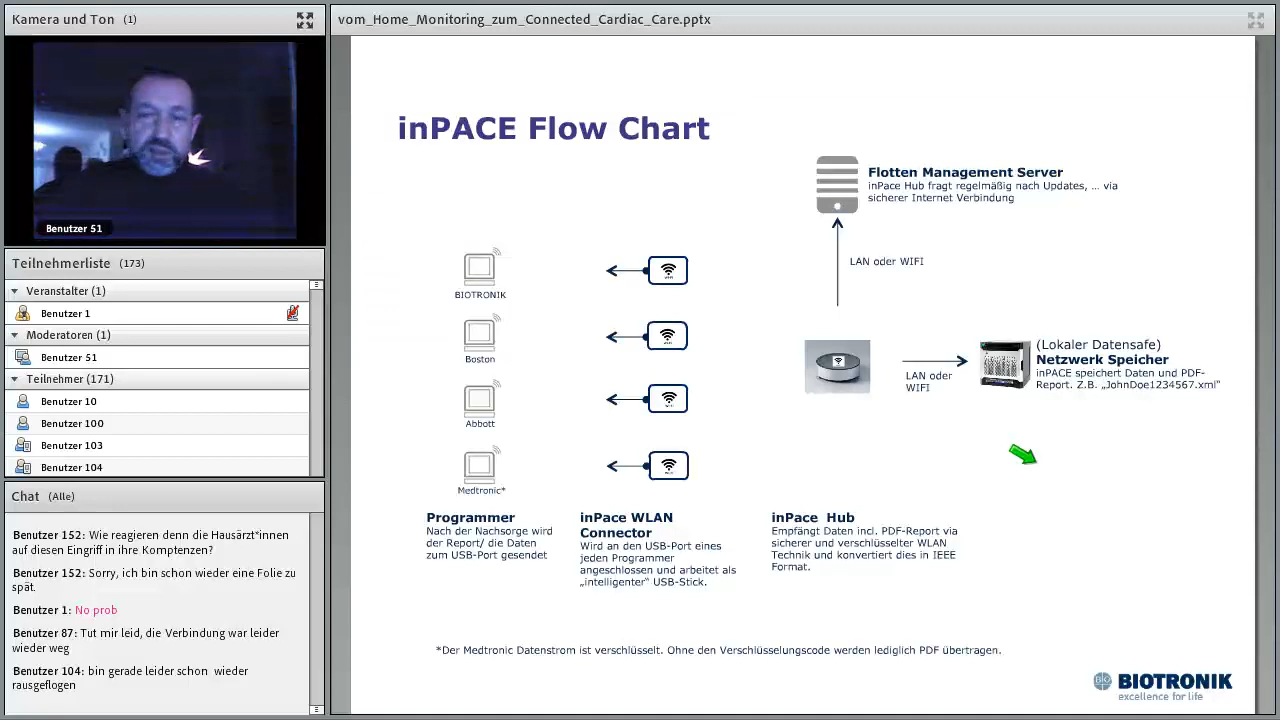 Kamera und Ton (1)
Benutzer 51
Teilnehmerliste (173)
Veranstalter (1)
Benutzer 1
Moderatoren (1)
Benutzer 51
Teilnehmer (171)
Benutzer 10
Benutzer 100
Benutzer 103
Benutzer 104
Chat (Alle)
Benutzer 152: Wie reagieren denn die Hausärzt*innen
auf diesen Eingriff in ihre Komptenzen?
Benutzer 152: Sorry, ich bin schon wieder eine Folie zu
spät.
Benutzer 1: No prob
Benutzer 87: Tut mir leid, die Verbindung war leider
wieder weg
Benutzer 104: bin gerade leider schon wieder
rausgeflogen
vom_Home_Monitoring_zum_Connected_Cardiac_Care.pptx
inPACE Flow Chart
Flotten Management Server
inPace Hub fragt regelmäßig nach Updates, ... via
sicherer Internet Verbindung
LAN oder WIFI
BIOTRONIK
Boston
Abbott
Medtronic*
LAN oder
WIFI
(Lokaler Datensafe)
Netzwerk Speicher
inPACE speichert Daten und PDF-
Report. Z.B. „JohnDoe1234567.xml"
Programmer
Nach der Nachsorge wird
der Report/ die Daten
zum USB-Port gesendet
inPace WLAN
Connector
Wird an den USB-Port eines
jeden Programmer
angeschlossen und arbeitet als
„intelligenter" USB-Stick.
inPace Hub
Empfängt Daten incl. PDF-Report via
sicherer und verschlüsselter WLAN
Technik und konvertiert dies in IEEE
Format.
*Der Medtronic Datenstrom ist verschlüsselt. Ohne den Verschlüsselungscode werden lediglich PDF übertragen.
BIO BIOTRONIK
excellence for life